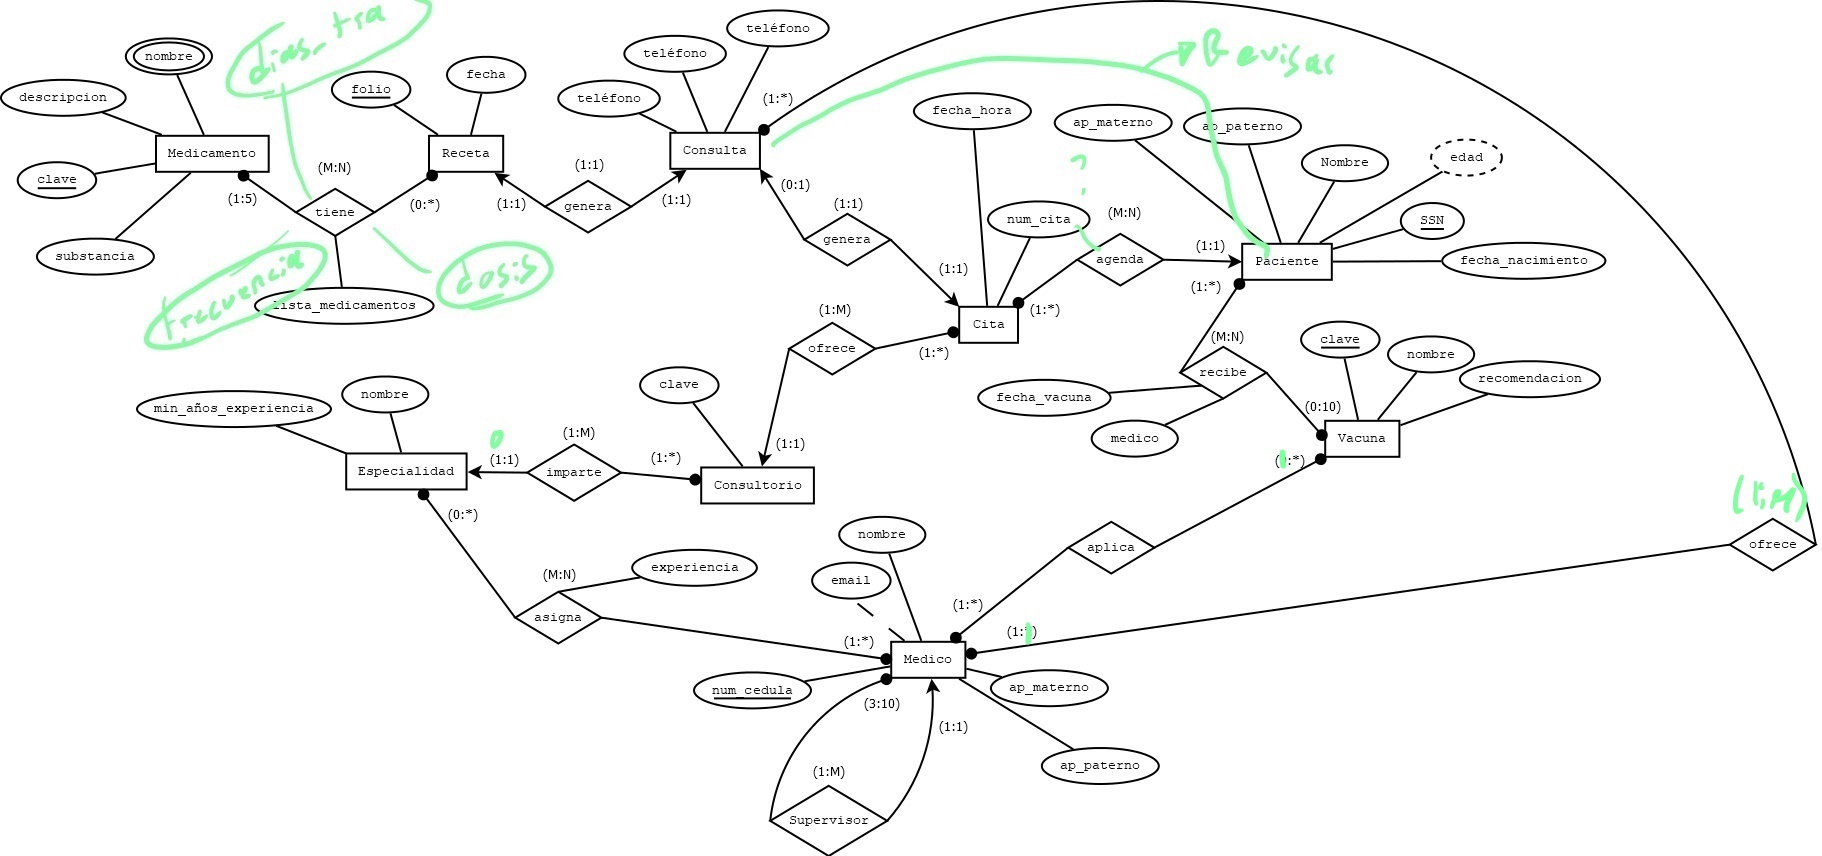 dias_tra
teléfono
teléfono
teléfono
Revisar
nombre
descripcion
folio
fecha
(1:*)
fecha_hora
ap_materno
ap_paterno
Nombre
edad
Medicamento
Receta
Consulta
clave
(M:N)
(1:1)
(0:1)
?
SSN
(1:5)
tiene
(0:*)
(1:1)
genera
(1:1)
(1:1)
genera
num_cita
(M:N)
agenda
(1:1)
Paciente
fecha_nacimiento
substancia
frecuencia
lista_medicamentos
dosis
(1:1)
(1:*)
(1:*)
Cita
(1:M)
ofrece
(1:*)
(M:N)
recibe
clave
nombre
recomendacion
min_años_experiencia
nombre
clave
fecha_vacuna
medico
(0:10)
Vacuna
0
(1:1)
(1:M)
imparte
(1:*)
(1:1)
Especialidad
Consultorio
(0:*)
(1:M)
ofrece
nombre
aplica
(M:N)
experiencia
email
asigna
(1:*)
(1:*)
Medico
num_cedula
ap_materno
(3:10)
(1:1)
ap_paterno
(1:M)
Supervisor